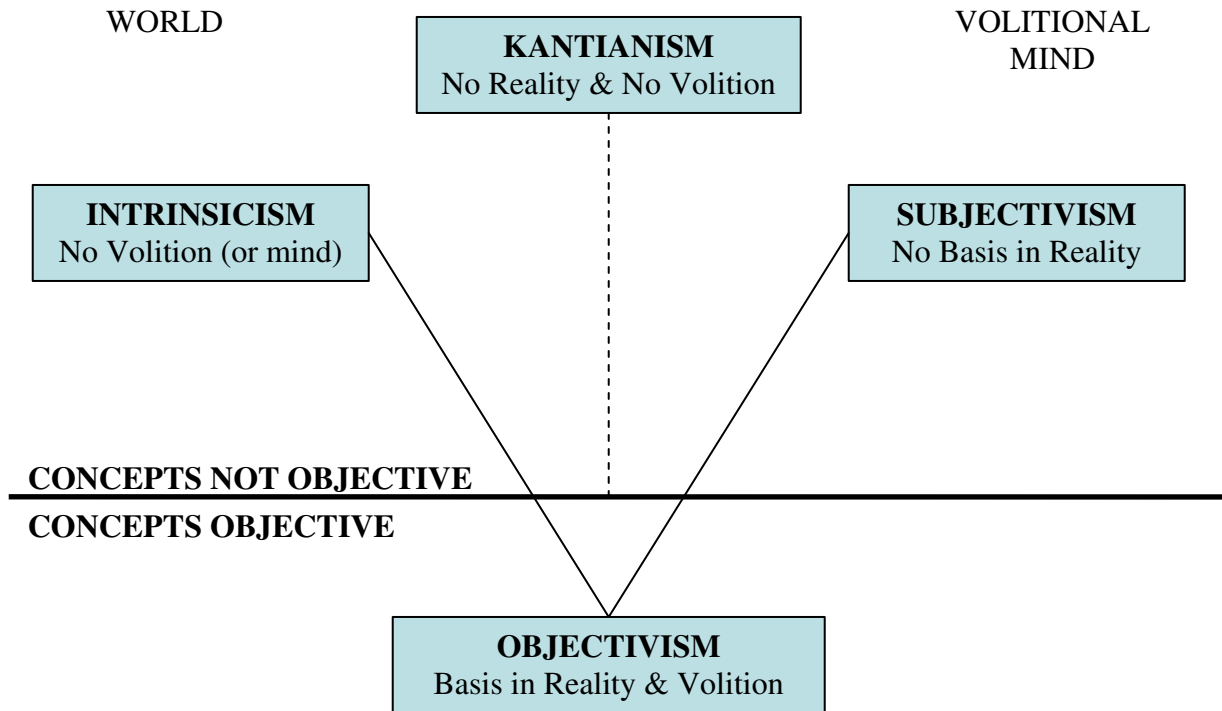 WORLD
KANTIANISM
No Reality & No Volition
VOLITIONAL
MIND
INTRINSICISM
No Volition (or mind)
SUBJECTIVISM
No Basis in Reality
CONCEPTS NOT OBJECTIVE
CONCEPTS OBJECTIVE
OBJECTIVISM
Basis in Reality & Volition